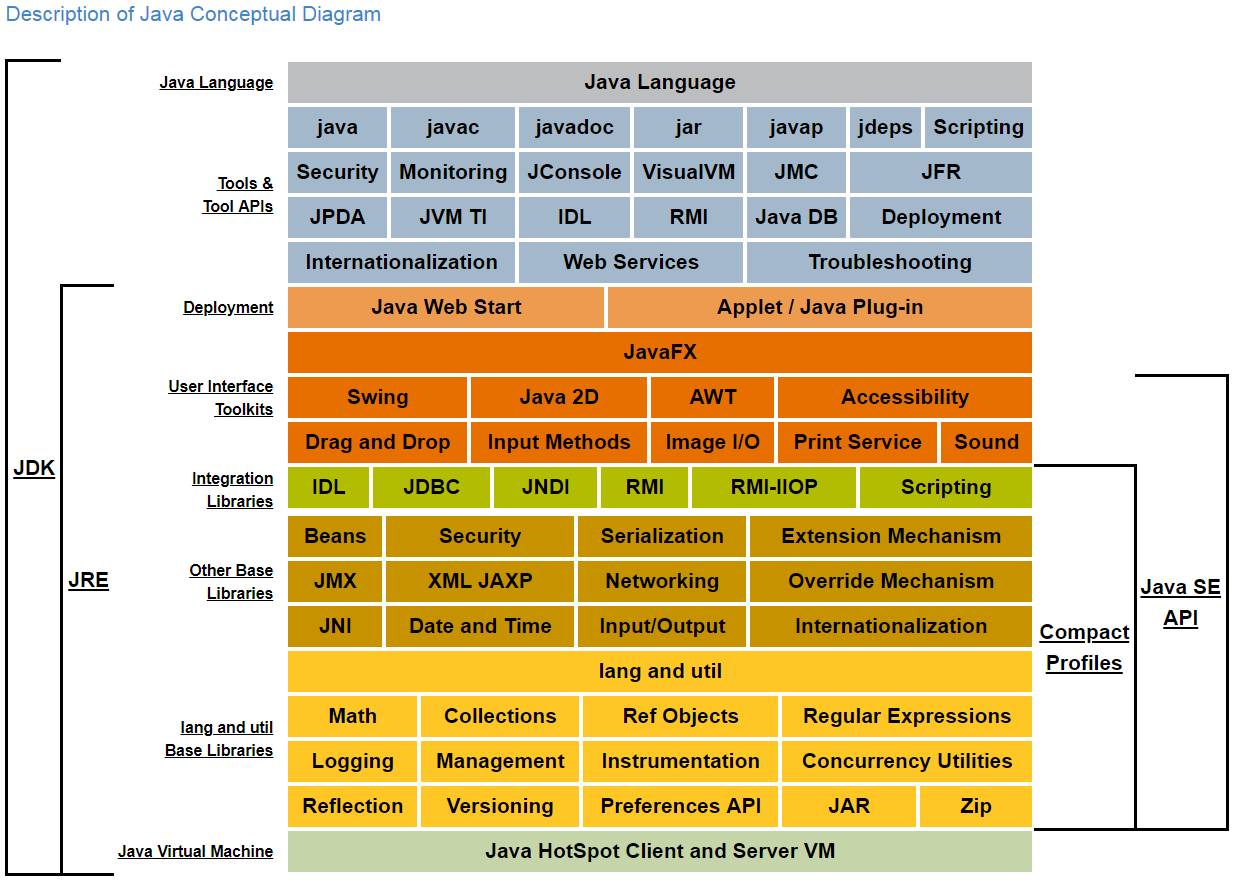 Description of Java Conceptual Diagram
Java Language
Java Language
java javac javadoc jar javap jdeps Scripting
Tools &
Tool APIs
Security Monitoring JConsole VisualVM JMC JFR
JPDA JVM TI IDL RMI Java DB Deployment
Internationalization Web Services Troubleshooting
Deployment
Java Web Start Applet / Java Plug-in
JavaFX
User Interface
Toolkits
Swing Java 2D AWT Accessibility
Drag and Drop Input Methods Image I/O Print Service Sound
JDK
Integration
Libraries
IDL JDBC JNDI RMI RMI-IIOP Scripting
JRE
Other Base
Libraries
Beans Security Serialization Extension Mechanism
JMX XML JAXP Networking Override Mechanism
JNI Date and Time Input/Output Internationalization
Compact
Profiles
Java SE
API
lang and util
lang and util
Base Libraries
Math Collections Ref Objects Regular Expressions
Logging Management Instrumentation Concurrency Utilities
Reflection Versioning Preferences API JAR Zip
Java Virtual Machine
Java HotSpot Client and Server VM